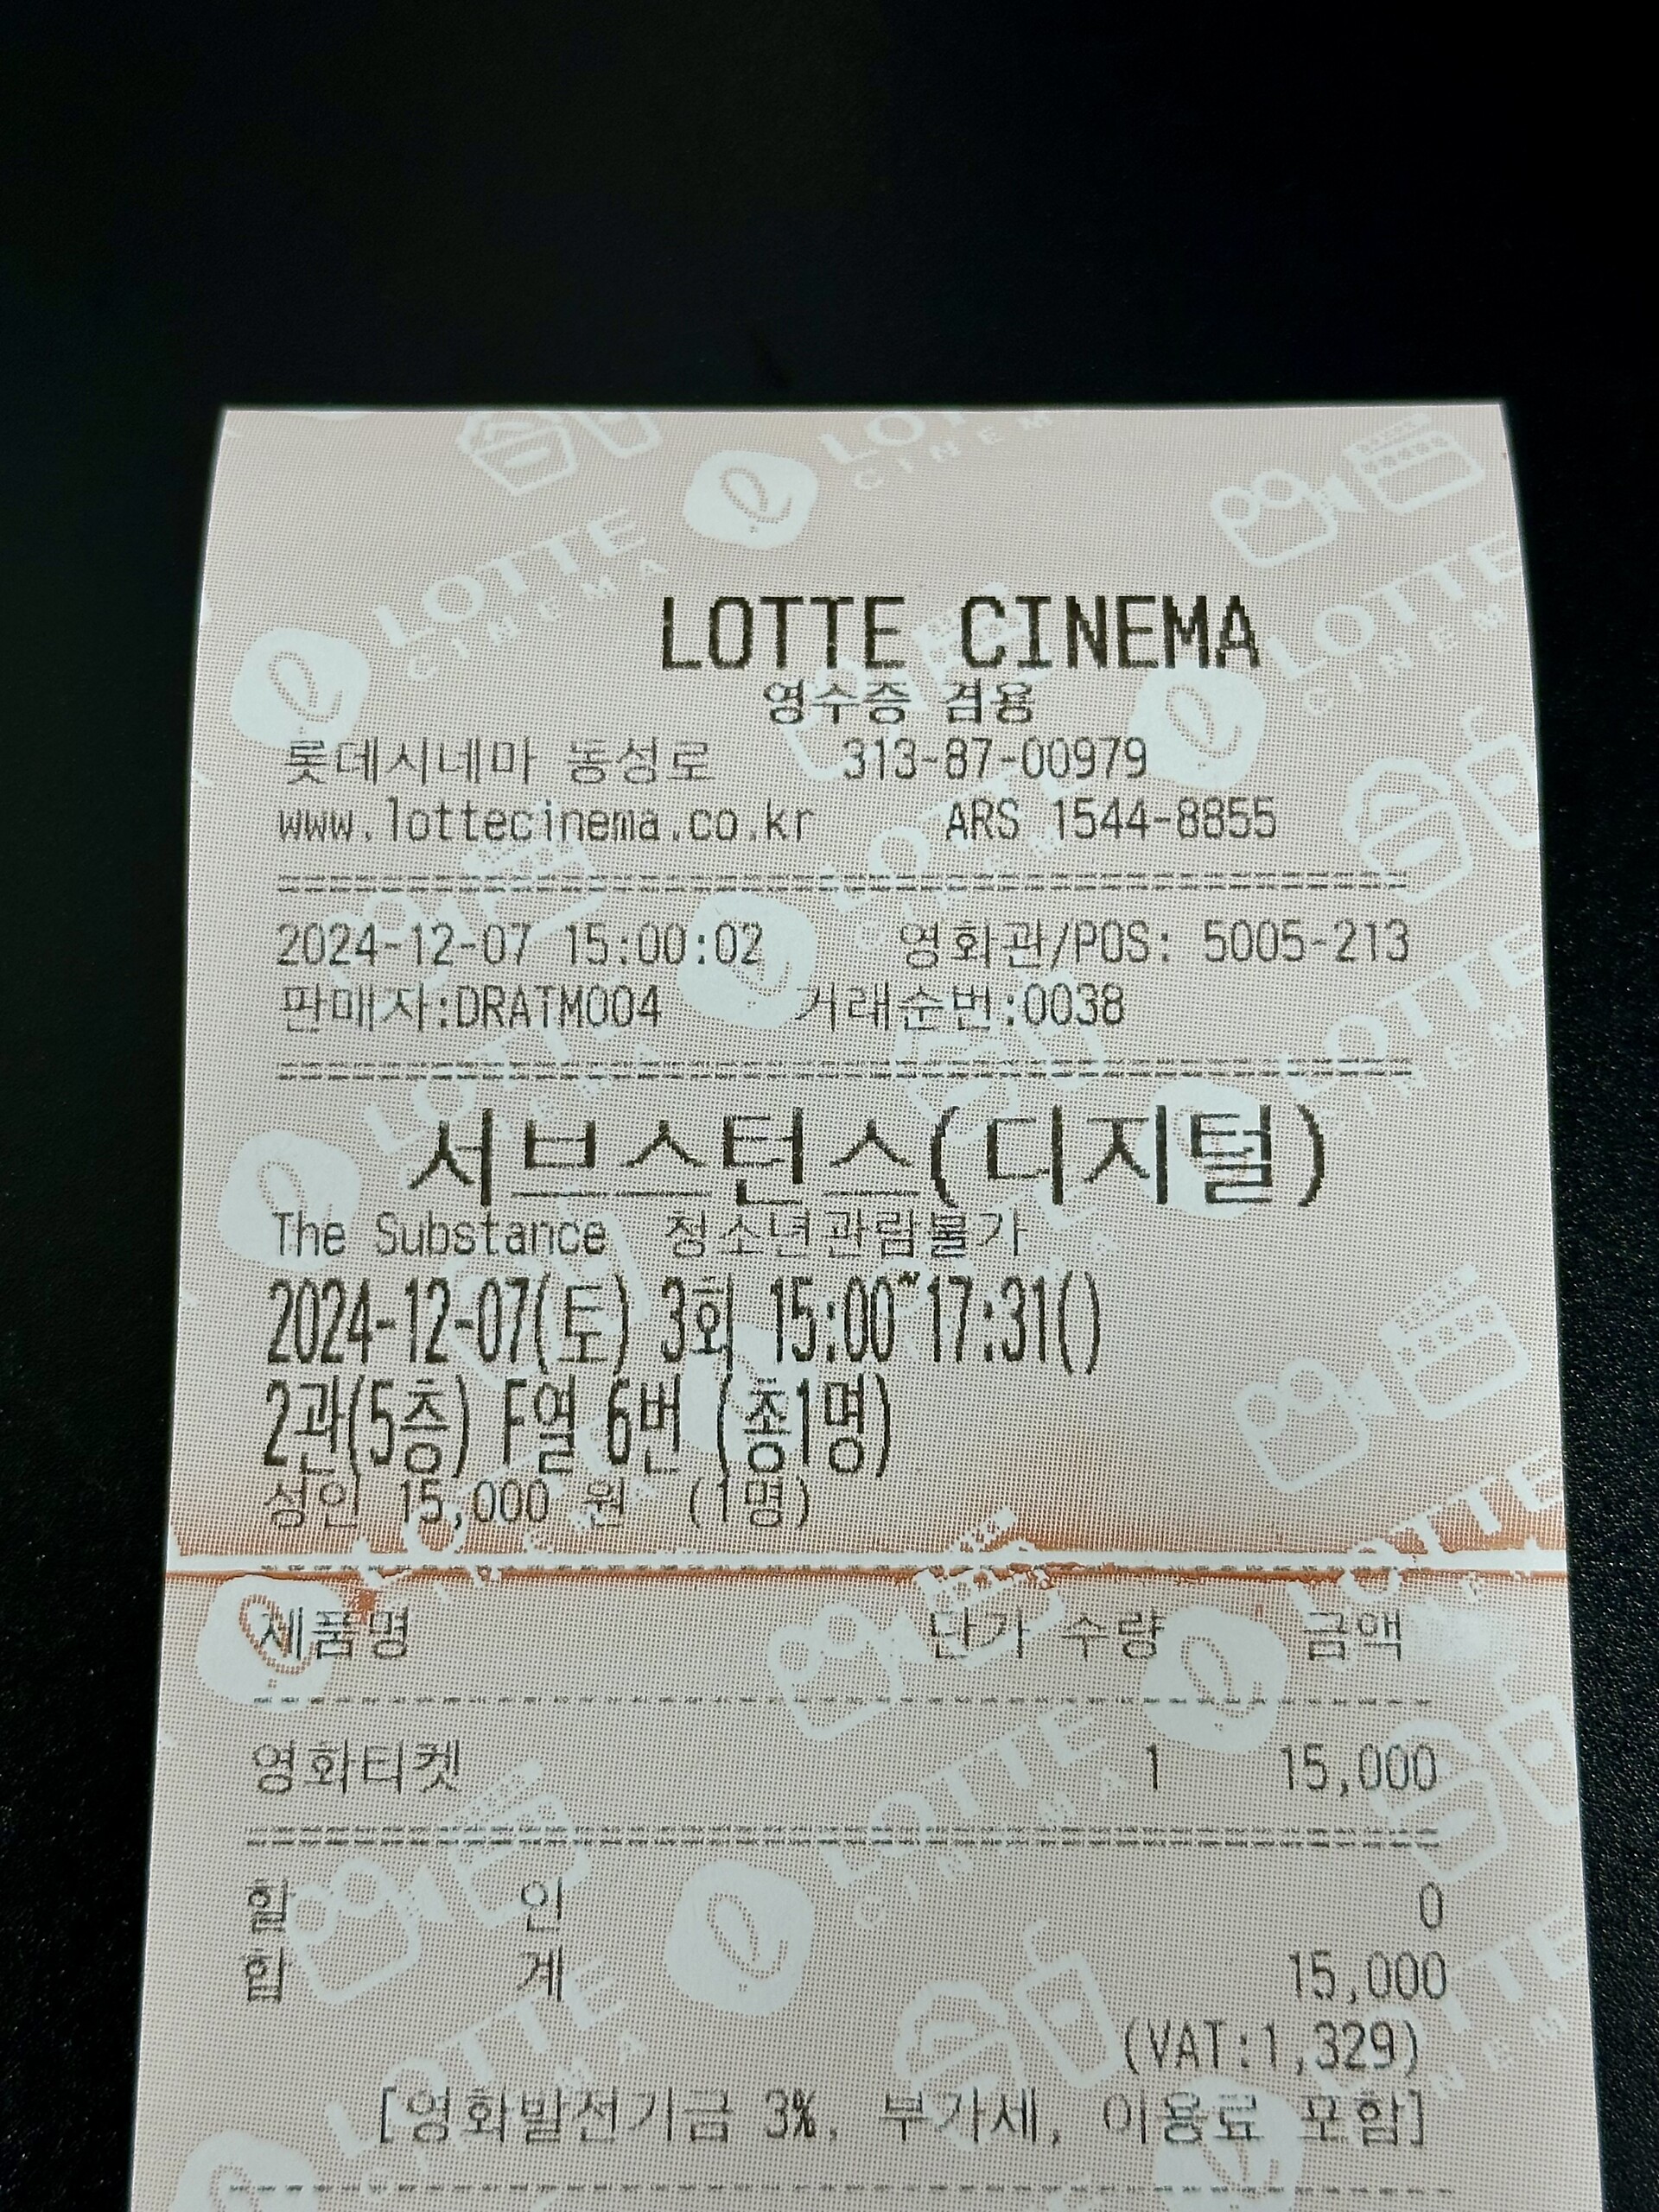 LOTTE CINEMA
영수증 겸용
롯데시네마 동성로 313-87-00979
www.lottecinema.co.kr ARS 1544-8855
2024-12-07 15:00:02 영화관/POS: 5005-213
판매자:DRATM004 거래순번:0038
서브스턴스(디지털)
The Substance 청소년관람불가
2024-12-07(토) 3회 15:00~17:31()
2관(5층) F열 6번 (총1명)
성인 15,000 원 (1명)
제품명 단가 수량 금액
영화티켓 1 15,000
할 인 0
합 계 15,000
(VAT:1,329)
[영화발전기금 3%, 부가세, 이용료 포함]